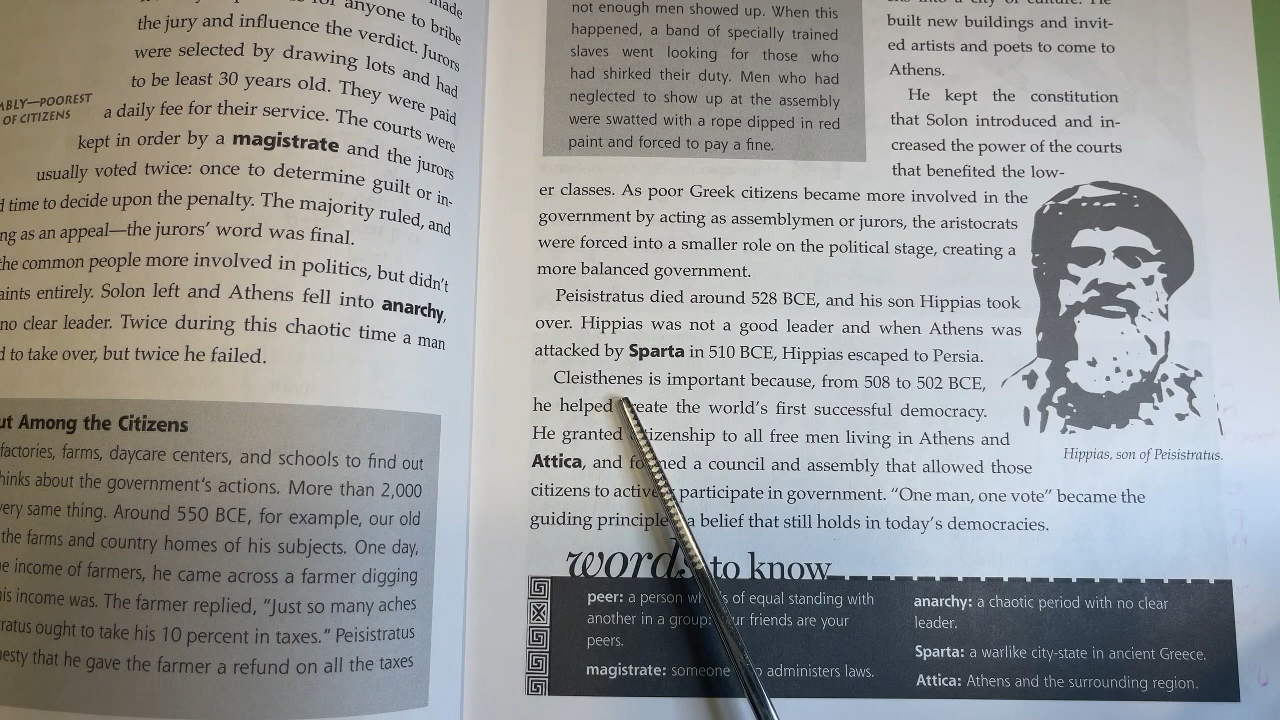 made
for anyone to bribe
the jury and influence the verdict. Jurors
were selected by drawing lots and had
to be least 30 years old. They were paid
a daily fee for their service. The courts were
kept in order by a magistrate and the jurors
usually voted twice: once to determine guilt or in-
time to decide upon the penalty. The majority ruled, and
as an appeal—the jurors' word was final.
the common people more involved in politics, but didn't
entirely. Solon left and Athens fell into anarchy,
no clear leader. Twice during this chaotic time a man
to take over, but twice he failed.
POOREST
OF CITIZENS
Among the Citizens
factories, farms, daycare centers, and schools to find out
thinks about the government's actions. More than 2,000
very same thing. Around 550 BCE, for example, our old
the farms and country homes of his subjects. One day,
income of farmers, he came across a farmer digging
his income was. The farmer replied, "Just so many aches
ought to take his 10 percent in taxes." Peisistratus
that he gave the farmer a refund on all the taxes
not enough men showed up. When this
happened, a band of specially trained
slaves went looking for those who
had shirked their duty. Men who had
neglected to show up at the assembly
were swatted with a rope dipped in red
paint and forced to pay a fine.
into a city of culture. He
built new buildings and invit-
ed artists and poets to come to
Athens.
He kept the constitution
that Solon introduced and in-
creased the power of the courts
that benefited the low-
er classes. As poor Greek citizens became more involved in the
government by acting as assemblymen or jurors, the aristocrats
were forced into a smaller role on the political stage, creating a
more balanced government.
Peisistratus died around 528 BCE, and his son Hippias took
over. Hippias was not a good leader and when Athens was
attacked by Sparta in 510 BCE, Hippias escaped to Persia.
Cleisthenes is important because, from 508 to 502 BCE,
he helped create the world's first successful democracy.
He granted citizenship to all free men living in Athens and
Attica, and formed a council and assembly that allowed those
citizens to actively participate in government. "One man, one vote" became the
guiding principle, a belief that still holds in today's democracies.
Hippias, son of Peisistratus.
words to know
peer: a person who is of equal standing with
another in a group: your friends are your
peers.
magistrate: someone who administers laws.
anarchy: a chaotic period with no clear
leader.
Sparta: a warlike city-state in ancient Greece.
Attica: Athens and the surrounding region.